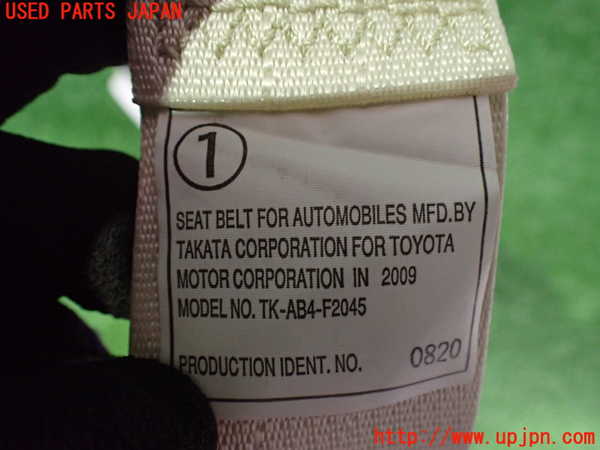 USED PARTS JAPAN
1
SEAT BELT FOR AUTOMOBILES MFD.BY
TAKATA CORPORATION FOR TOYOTA
MOTOR CORPORATION IN 2009
MODEL NO. TK-AB4-F2045
PRODUCTION IDENT. NO. 0820
http://www.upjpn.com/